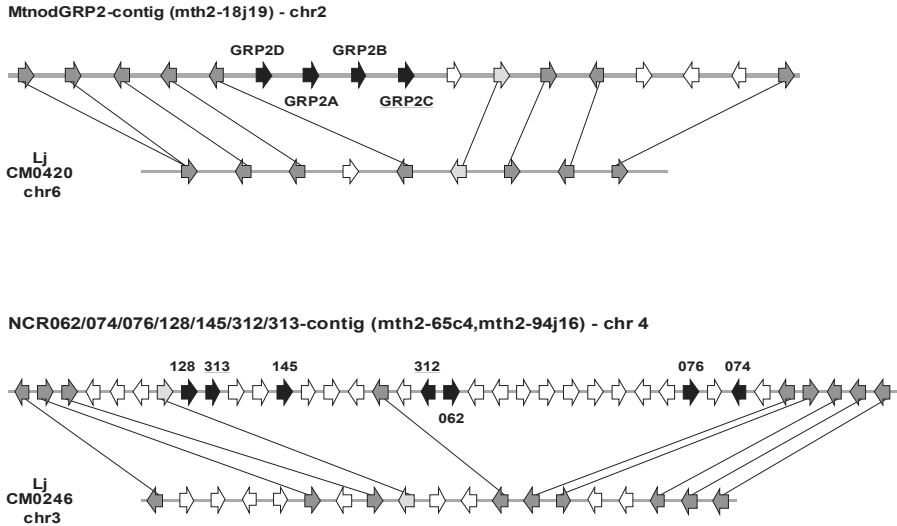 MtnodGRP2-contig (mth2-18j19) - chr2
GRP2D GRP2B
GRP2A GRP2C
Lj
CM0420
chr6
NCR062/074/076/128/145/312/313-contig (mth2-65c4,mth2-94j16) - chr 4
128 313 145 312 076 074
062
Lj
CM0246
chr3